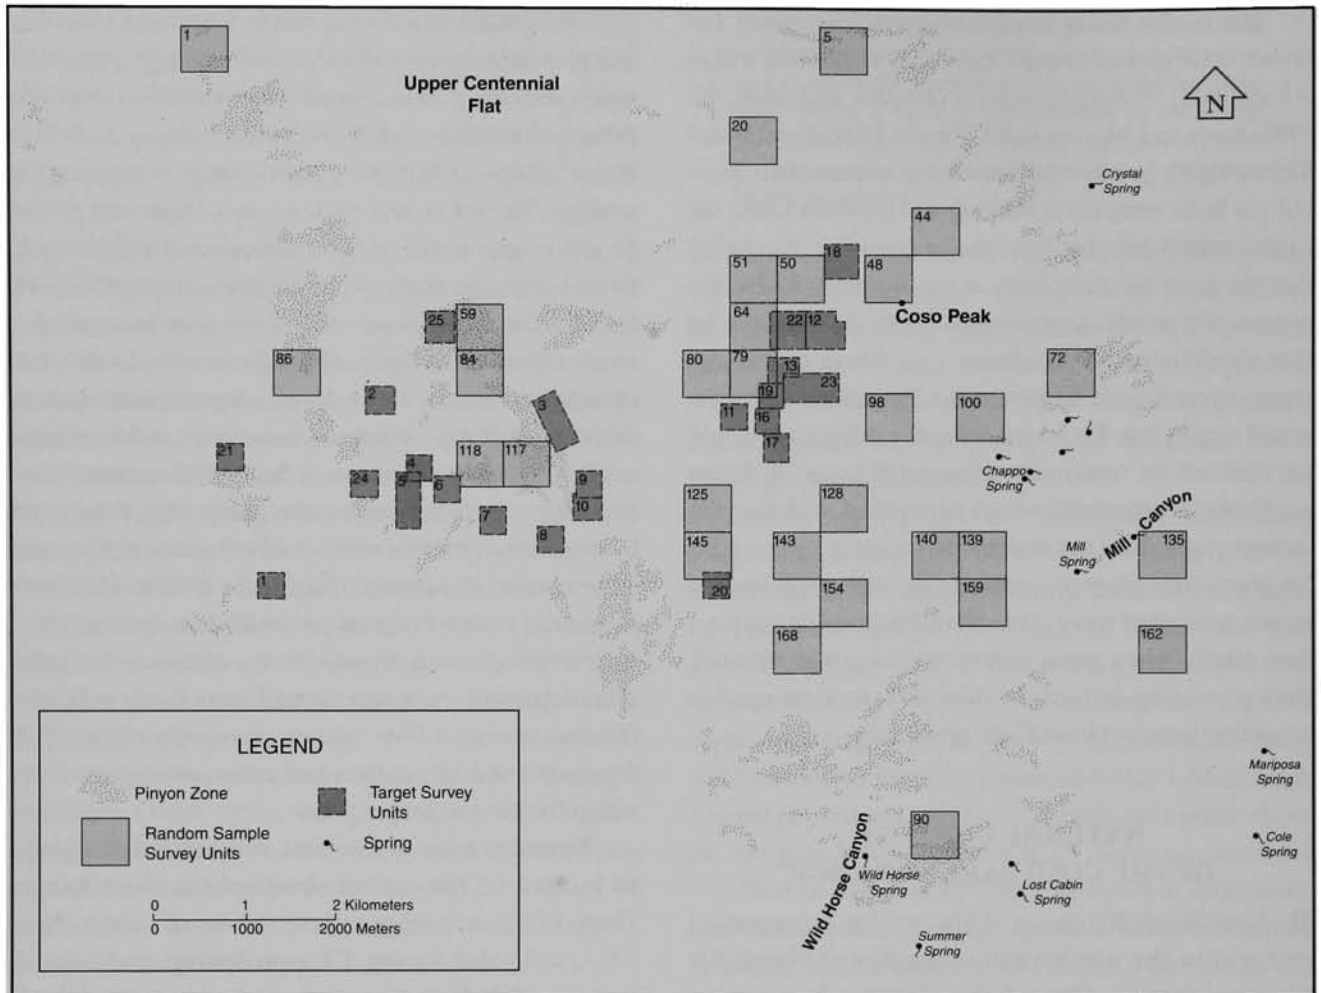 1
5
Upper Centennial
Flat
N
20
Crystal
Spring
44
51
50
18
48
Coso Peak
25
59
64
22
12
86
84
80
79
13
72
2
19
23
3
11
16
98
100
21
118
117
17
4
24
5
6
9
Chappo
Spring
10
125
128
7
8
145
143
140
139
Mill
Spring
Mill Canyon
135
1
20
154
159
168
162
LEGEND
Pinyon Zone
Target Survey
Units
Random Sample
Survey Units
Spring
0 1 2 Kilometers
0 1000 2000 Meters
Mariposa
Spring
90
Wild Horse Canyon
Wild Horse
Spring
Cole
Spring
Lost Cabin
Spring
Summer
Spring